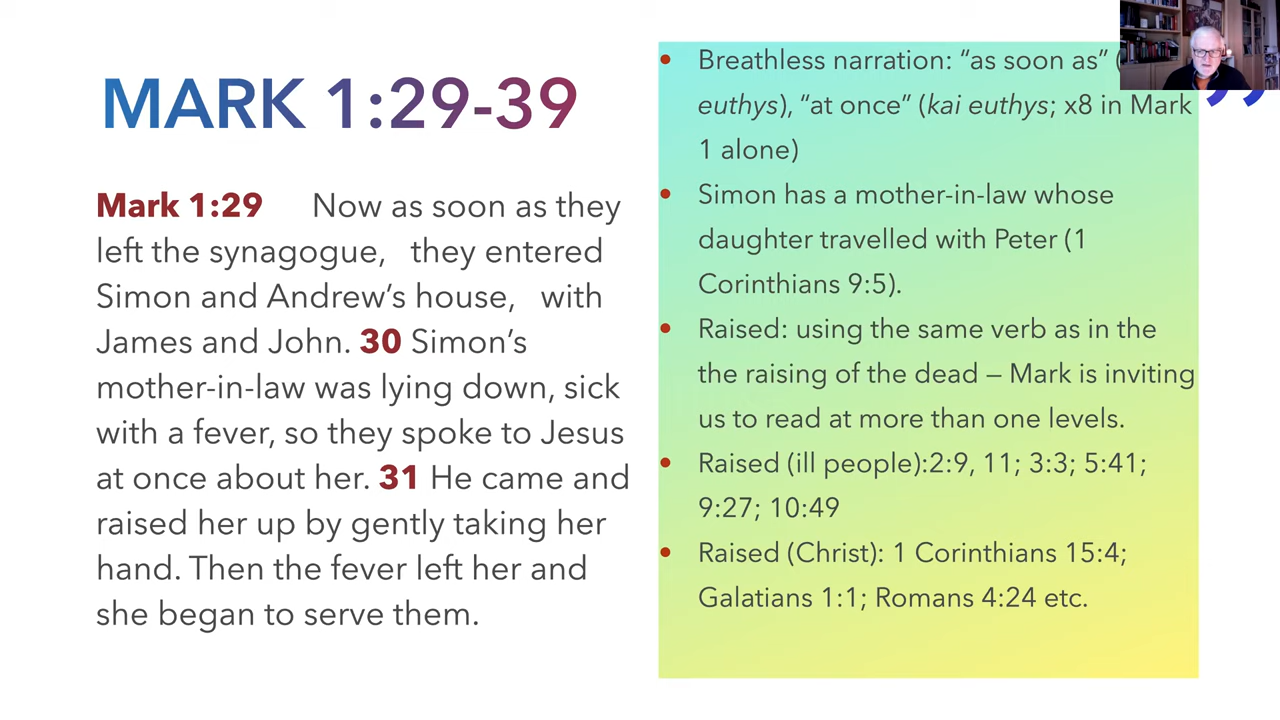 MARK 1:29-39
Mark 1:29 Now as soon as they
left the synagogue, they entered
Simon and Andrew’s house, with
James and John. 30 Simon’s
mother-in-law was lying down, sick
with a fever, so they spoke to Jesus
at once about her. 31 He came and
raised her up by gently taking her
hand. Then the fever left her and
she began to serve them.
• Breathless narration: “as soon as” (
euthys), “at once” (kai euthys; x8 in Mark
1 alone)
• Simon has a mother-in-law whose
daughter travelled with Peter (1
Corinthians 9:5).
• Raised: using the same verb as in the
the raising of the dead – Mark is inviting
us to read at more than one levels.
• Raised (ill people):2:9, 11; 3:3; 5:41;
9:27; 10:49
• Raised (Christ): 1 Corinthians 15:4;
Galatians 1:1; Romans 4:24 etc.